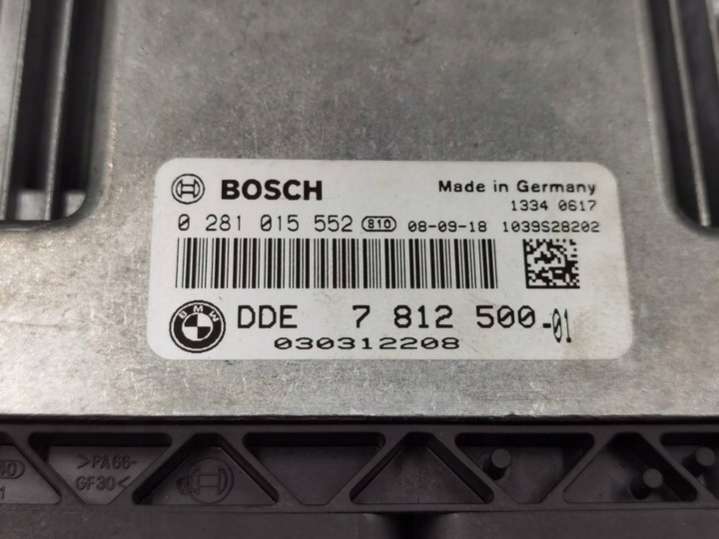 BOSCH Made in Germany
1334 0617
0 281 015 552 810 08-09-18 1039S28202
BMW DDE 7 812 500-01
030312208
>PA66-
GF30<